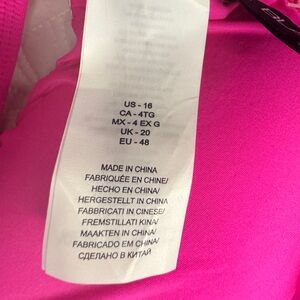 US - 16
CA - 4TG
MX - 4 EX G
UK - 20
EU - 48
MADE IN CHINA
FABRIQUÉE EN CHINE/
HECHO EN CHINA/
HERGESTELLT IN CHINA
FABBRICATI IN CINESE/
FREMSTILLATI KINA/
MAAKTEN IN CHINA/
FABRICADO EM CHINA/
СДЕЛАНО В КИТАЙ